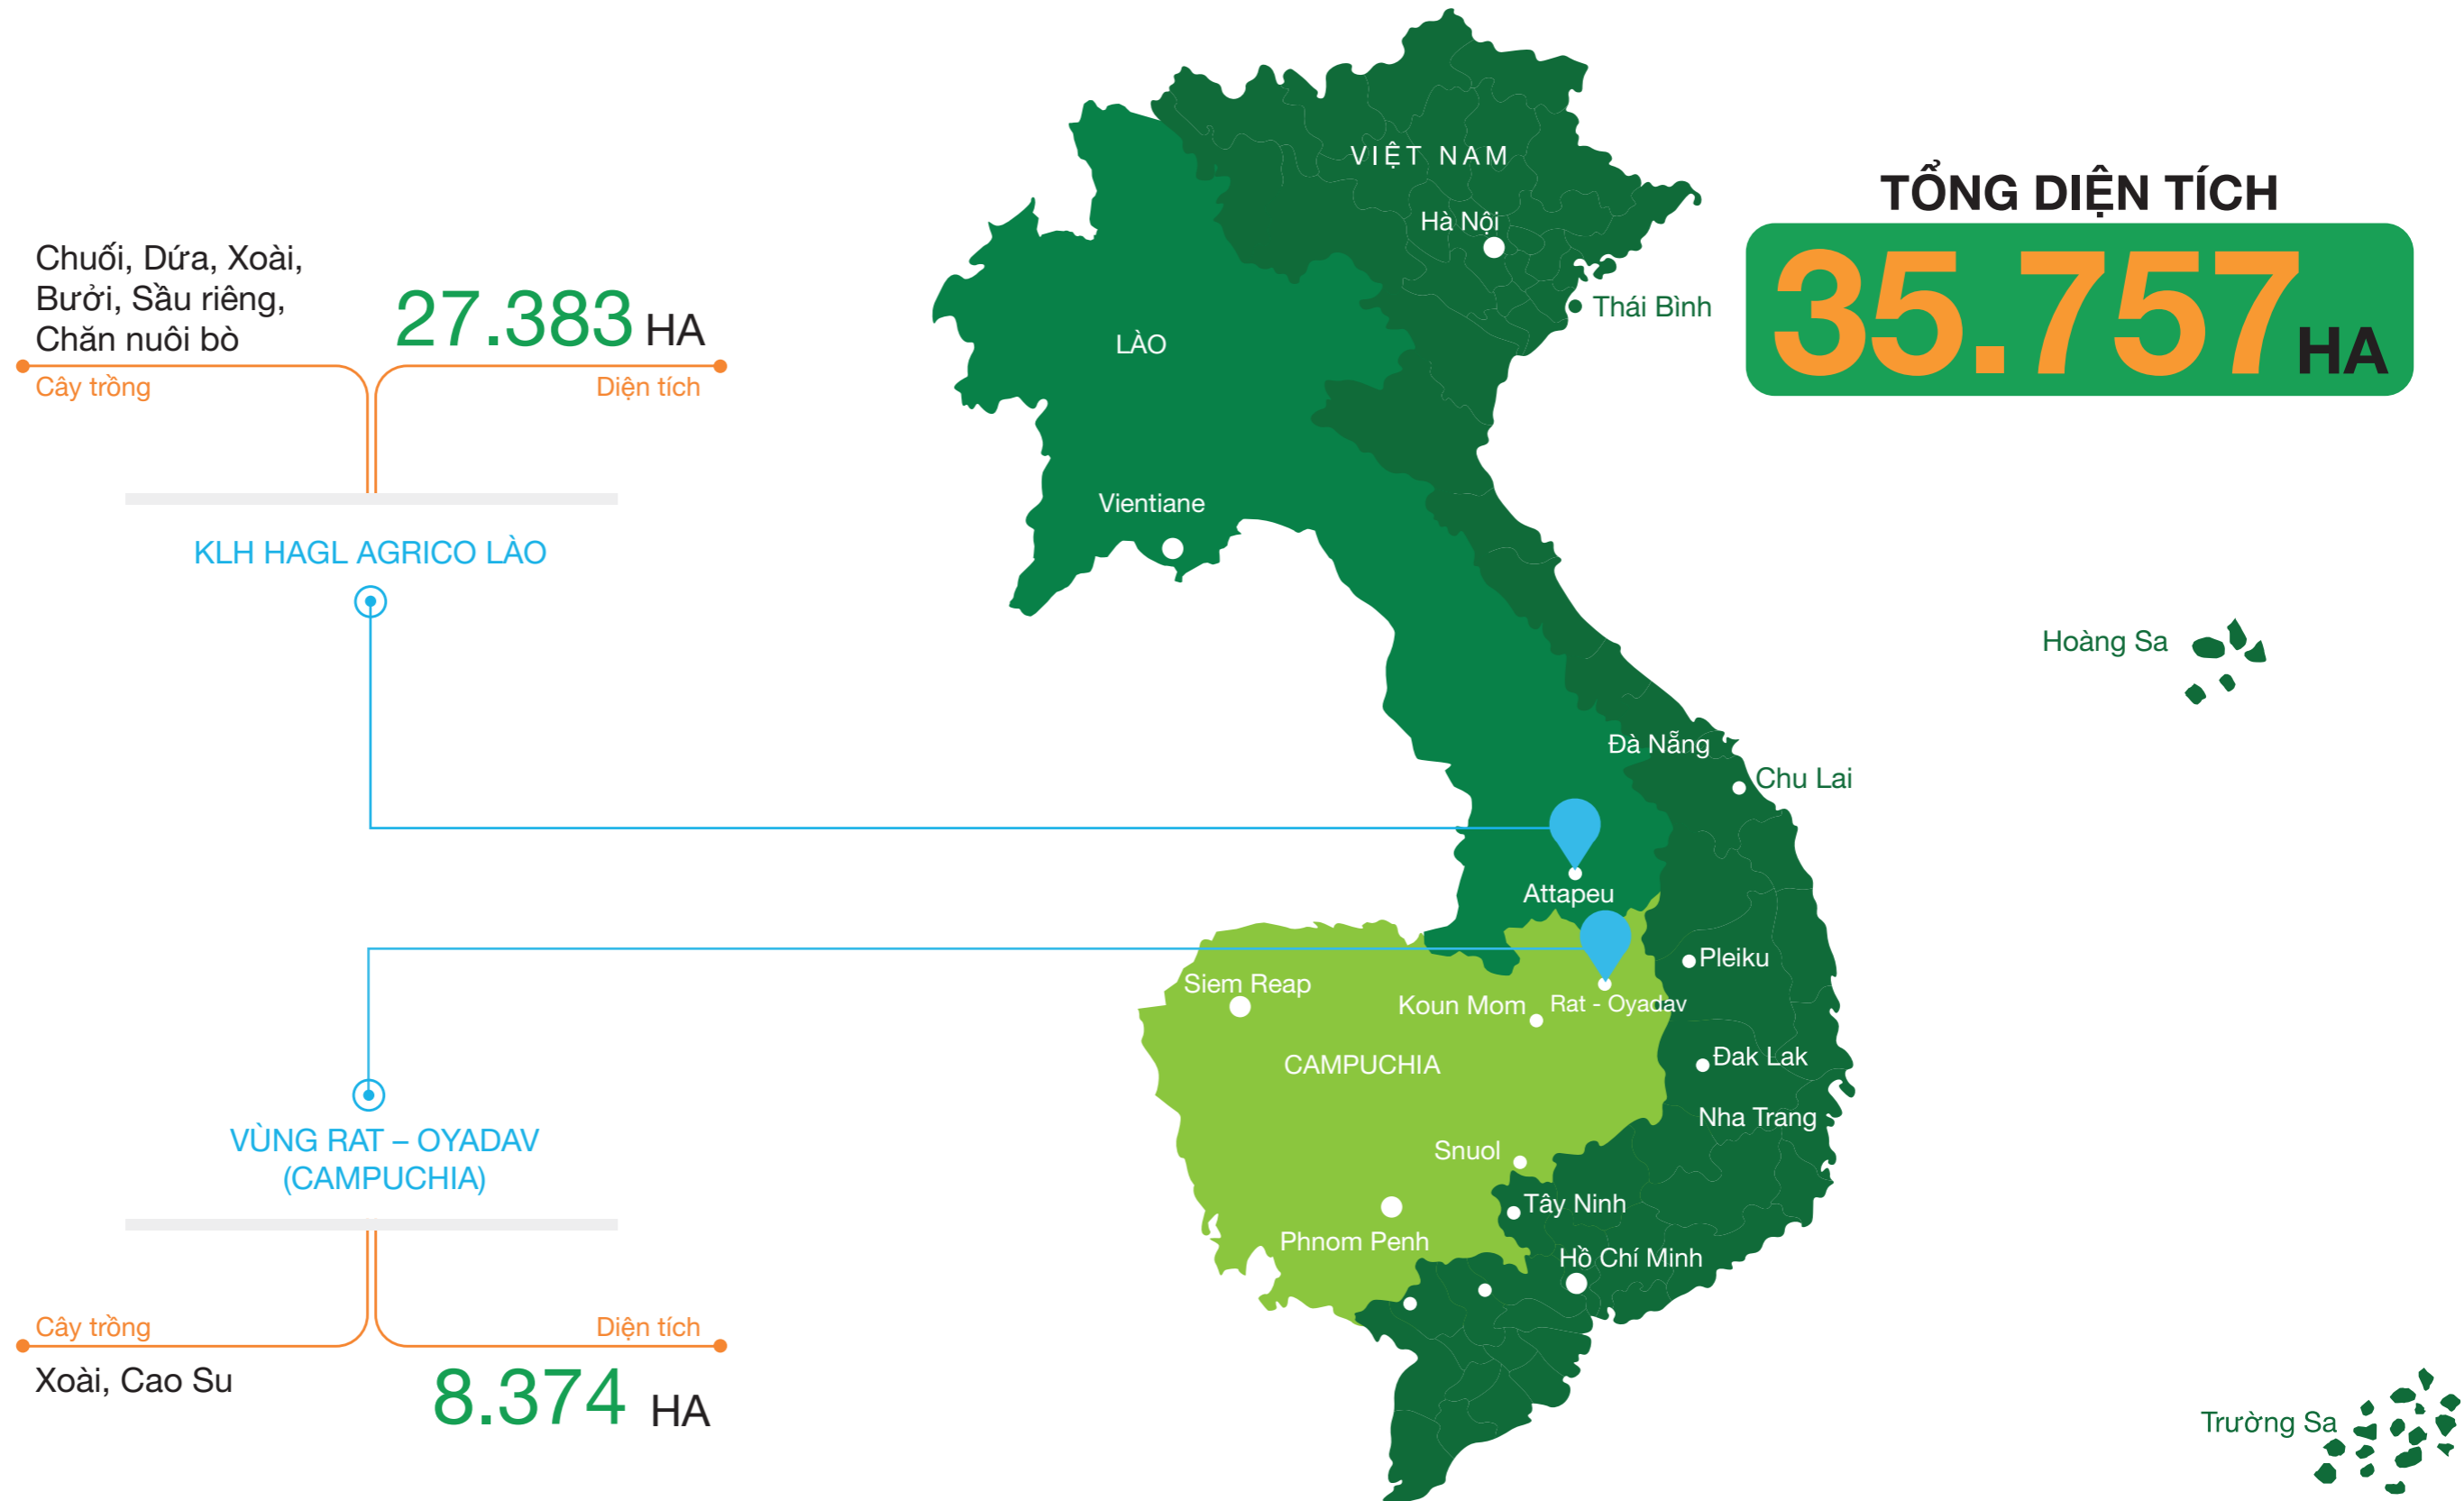 Chuối, Dứa, Xoài,
Bưởi, Sầu riêng,
Chăn nuôi bò
27.383 HA
Cây trồng
Diện tích
KLH HAGL AGRICO LÀO
VÙNG RAT – OYADAV
(CAMPUCHIA)
Cây trồng
Diện tích
Xoài, Cao Su
8.374 HA
VIỆT NAM
Hà Nội
Thái Bình
LÀO
Vientiane
Đà Nẵng
Chu Lai
Attapeu
Pleiku
Siem Reap
Koun Mom
Rat - Oyadav
CAMPUCHIA
Đak Lak
Nha Trang
Snuol
Tây Ninh
Phnom Penh
Hồ Chí Minh
TỔNG DIỆN TÍCH
35.757 HA
Hoàng Sa
Trường Sa